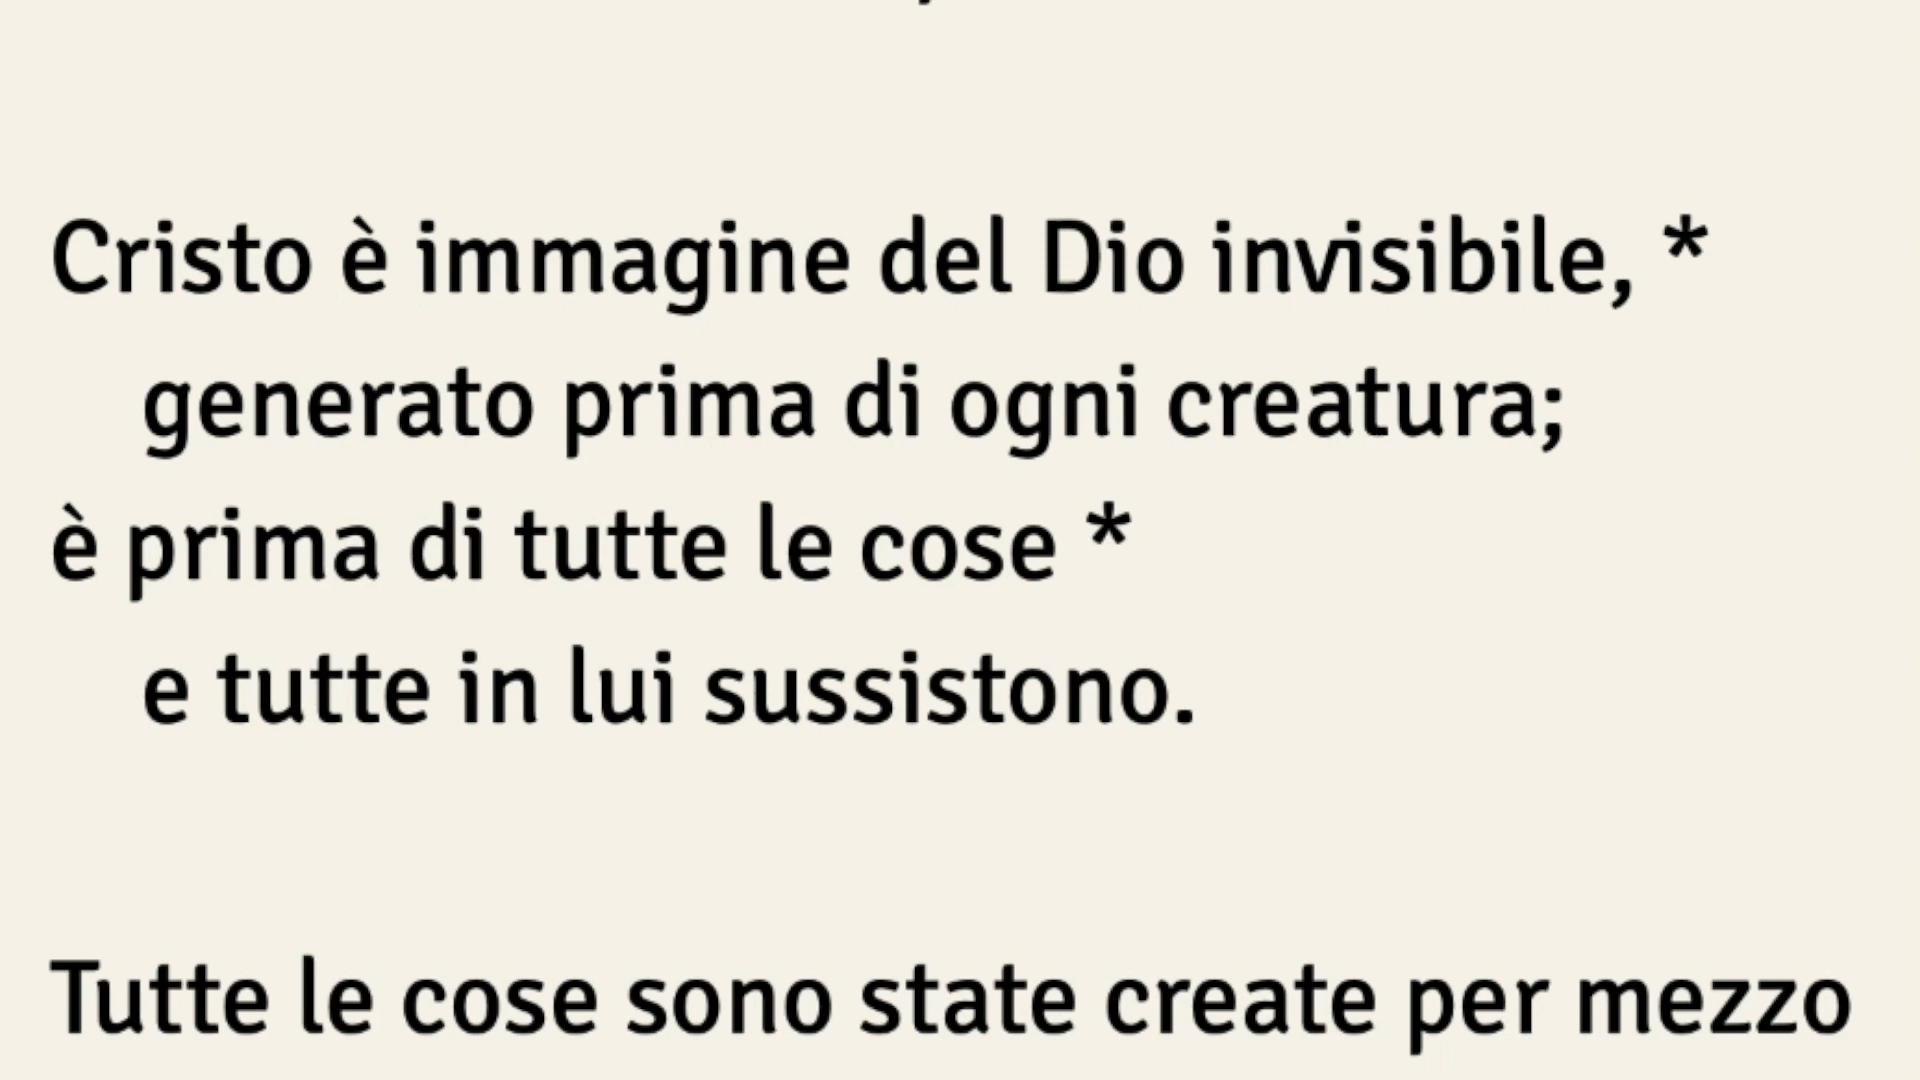 Cristo è immagine del Dio invisibile, *
generato prima di ogni creatura;
è prima di tutte le cose *
e tutte in lui sussistono.
Tutte le cose sono state create per mezzo